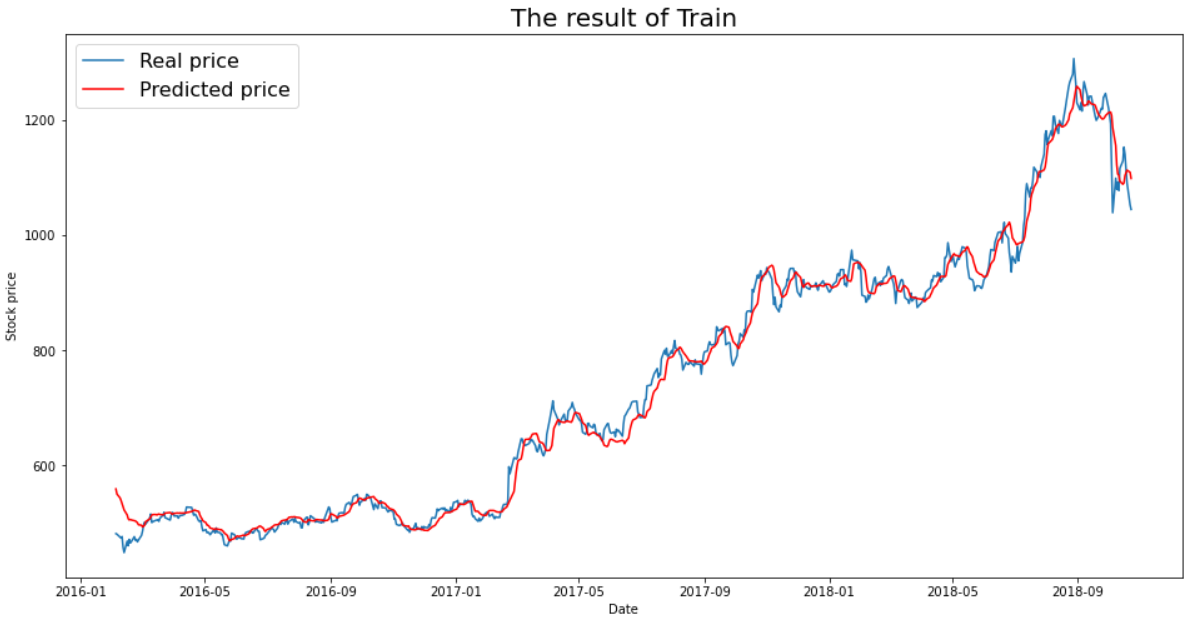 The result of Train
Real price
Predicted price
1200
1000
800
600
Stock price
2016-01 2016-05 2016-09 2017-01 2017-05 2017-09 2018-01 2018-05 2018-09
Date